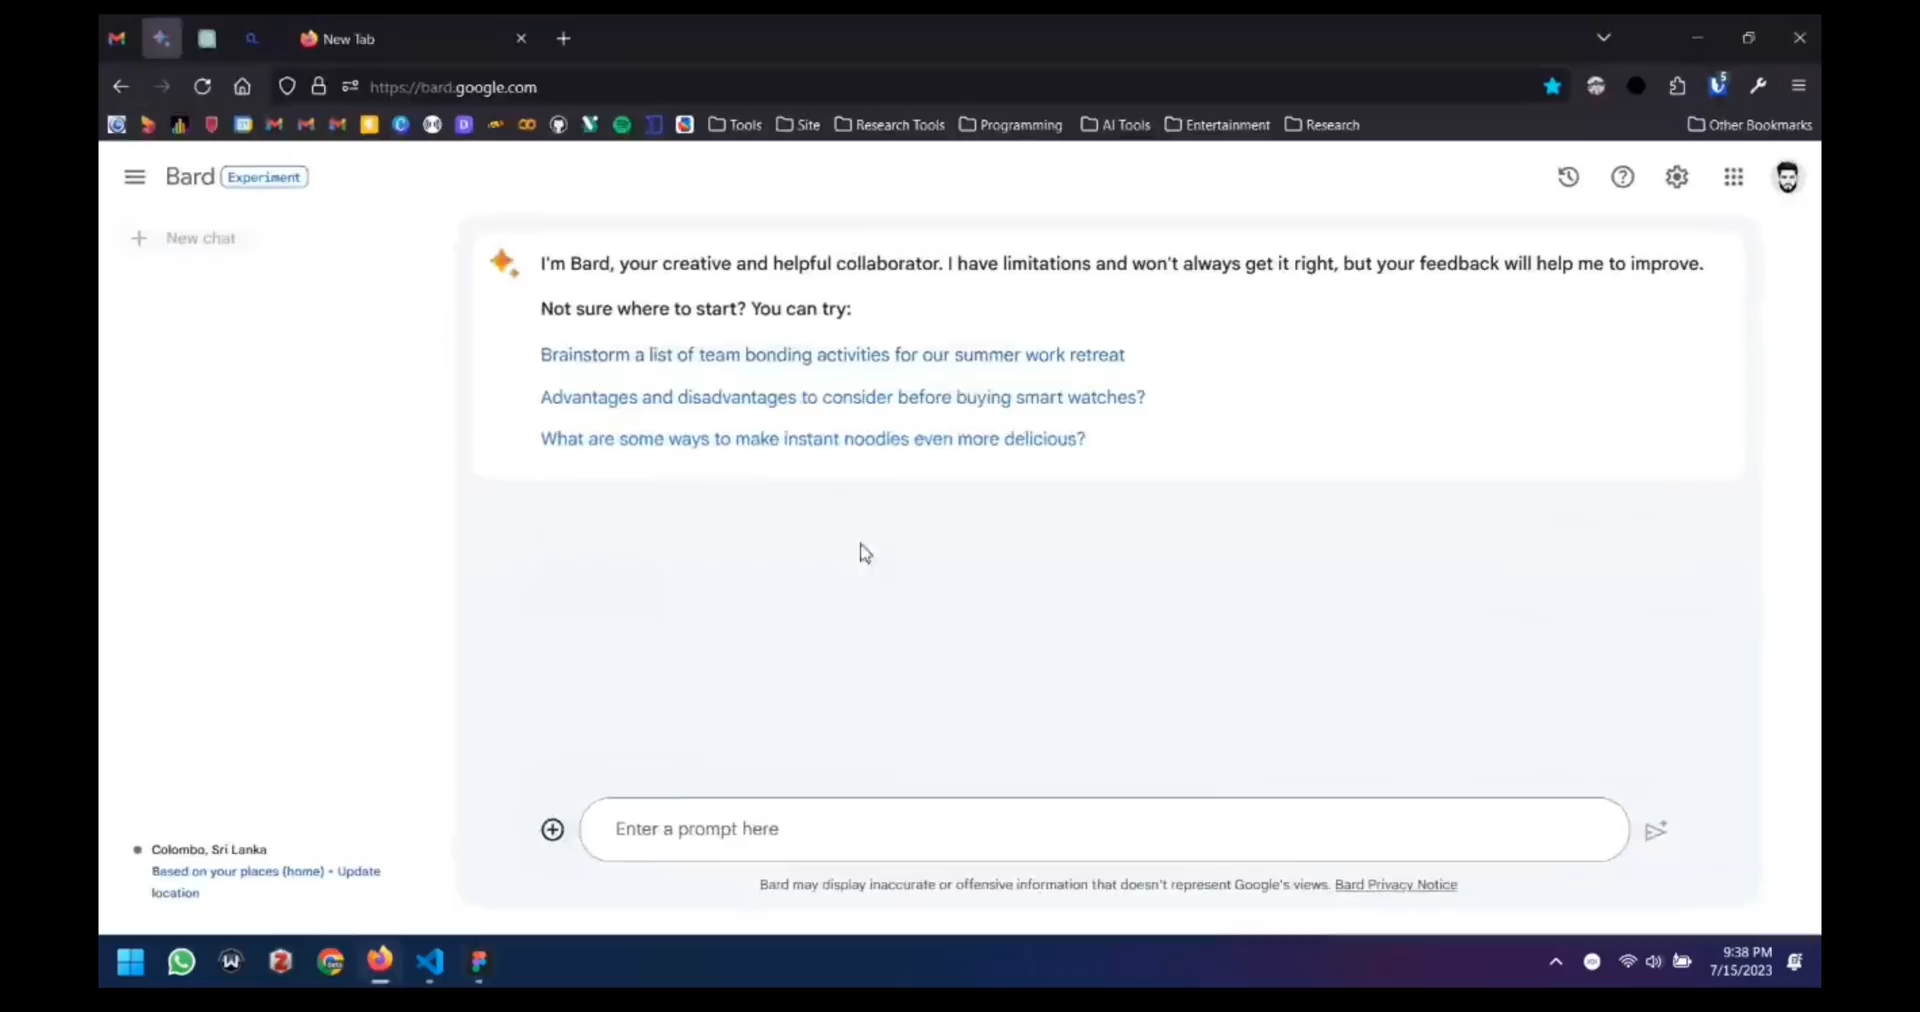 New Tab
https://bard.google.com
5
Tools Site Research Tools Programming AI Tools Entertainment Research Other Bookmarks
Bard Experiment
New chat
I'm Bard, your creative and helpful collaborator. I have limitations and won't always get it right, but your feedback will help me to improve.
Not sure where to start? You can try:
Brainstorm a list of team bonding activities for our summer work retreat
Advantages and disadvantages to consider before buying smart watches?
What are some ways to make instant noodles even more delicious?
Enter a prompt here
Bard may display inaccurate or offensive information that doesn't represent Google's views. Bard Privacy Notice
Colombo, Sri Lanka
Based on your places (home) • Update
location
9:38 PM
7/15/2023